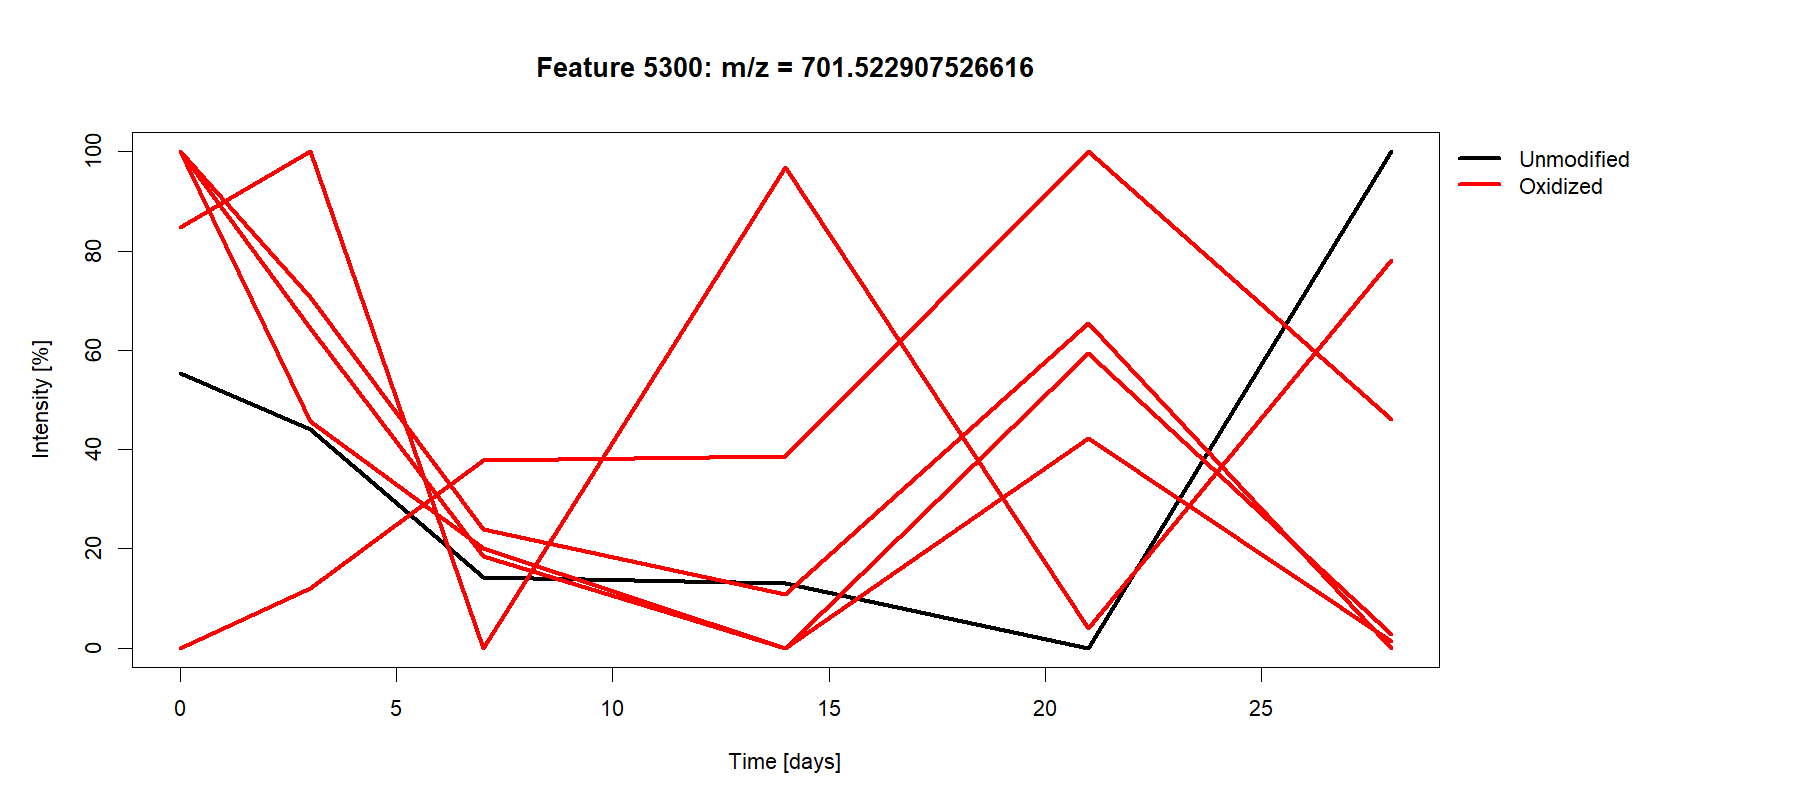 Feature 5300: m/z = 701.522907526616
Unmodified
Oxidized
Intensity [%]
100
80
60
40
20
0
0 5 10 15 20 25
Time [days]